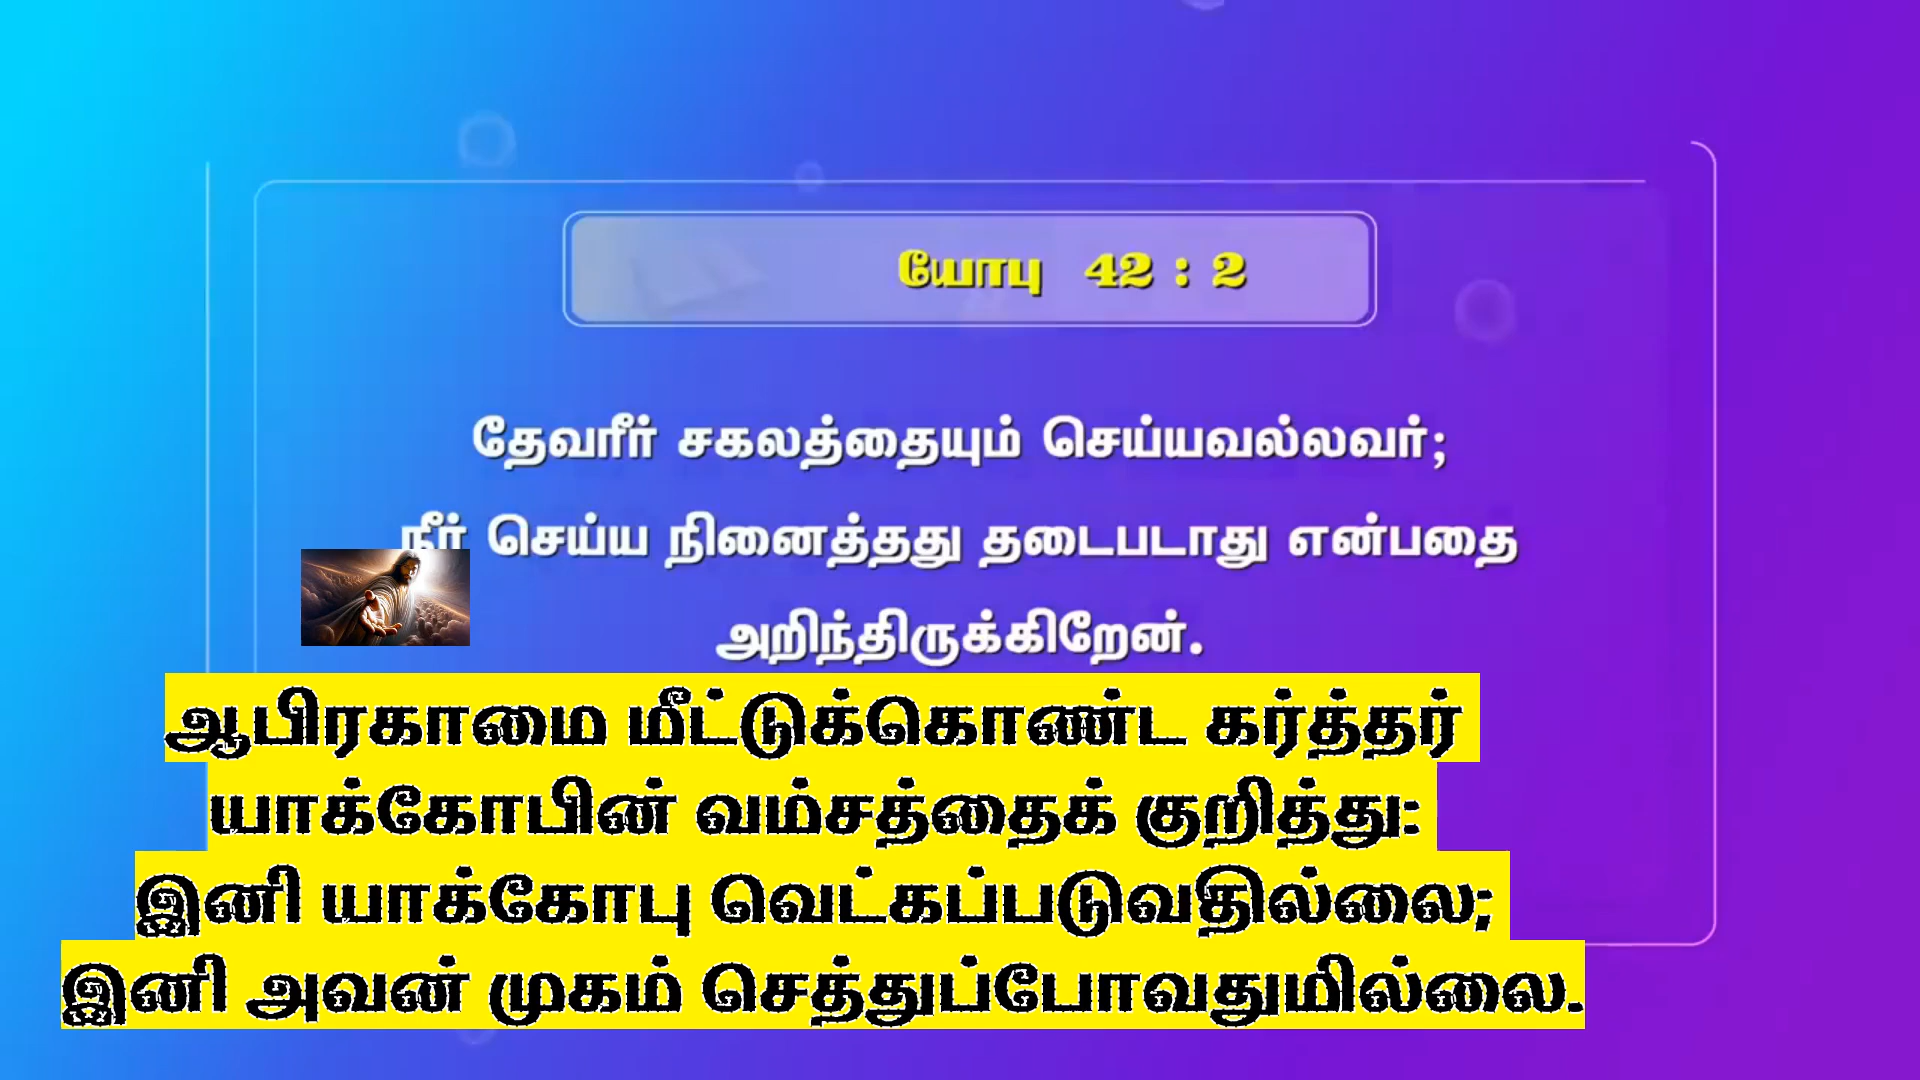 யோபு 42 : 2
தேவரீர் சகலத்தையும் செய்யவல்லவர்;
நீர் செய்ய நினைத்தது தடைபடாது என்பதை
அறிந்திருக்கிறேன்.
ஆபிரகாமை மீட்டுக்கொண்ட கர்த்தர்
யாக்கோபின் வம்சத்தைக் குறித்து:
இனி யாக்கோபு வெட்கப்படுவதில்லை;
இனி அவன் முகம் செத்துப்போவதுமில்லை.